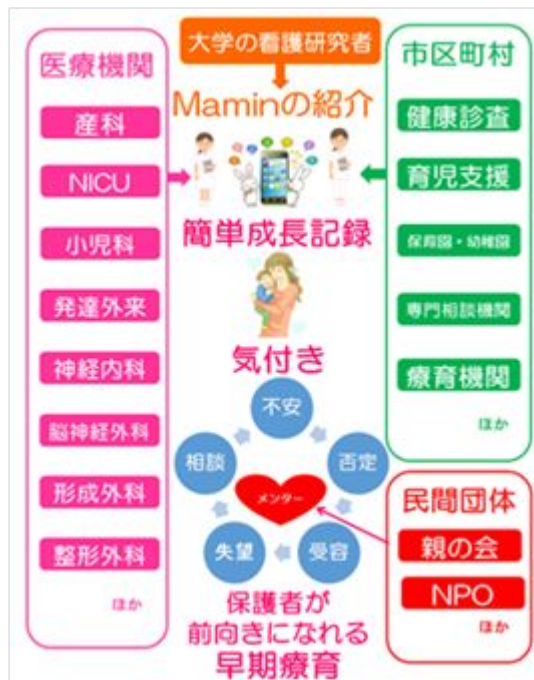 大学の看護研究者
医療機関
産科
NICU
小児科
発達外来
神経内科
脳神経外科
形成外科
整形外科
ほか
Maminの紹介
簡単成長記録
気付き
不安
否定
受容
失望
相談
メンター
保護者が
前向きになれる
早期療育
市区町村
健康診査
育児支援
保育園・幼稚園
専門相談機関
療育機関
ほか
民間団体
親の会
NPO
ほか